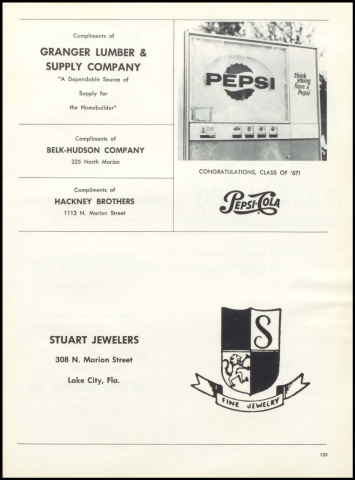 Compliments of
GRANGER LUMBER &
SUPPLY COMPANY
"A Dependable Source of
Supply for
the Homebuilder"
Compliments of
BELK-HUDSON COMPANY
225 North Marion
Compliments of
HACKNEY BROTHERS
1113 N. Marion Street
PEPSI
think
young
have a
Pepsi
CONGRATULATIONS, CLASS OF '67!
PEPSI-COLA
STUART JEWELERS
308 N. Marion Street
Lake City, Fla.
S
FINE JEWELRY
153